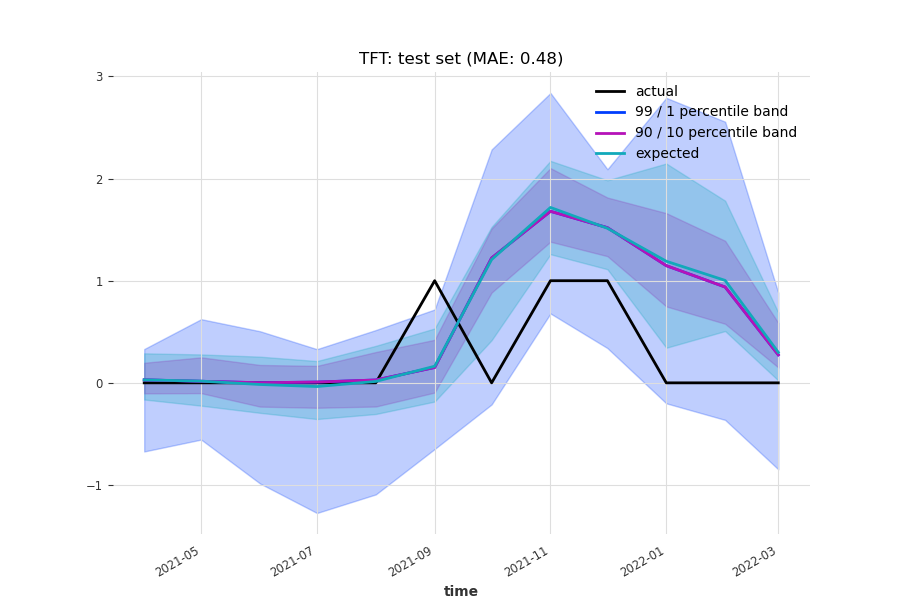 TFT: test set (MAE: 0.48)
actual
99 / 1 percentile band
90 / 10 percentile band
expected
3
2
1
0
−1
2021-05
2021-07
2021-09
2021-11
2022-01
2022-03
time